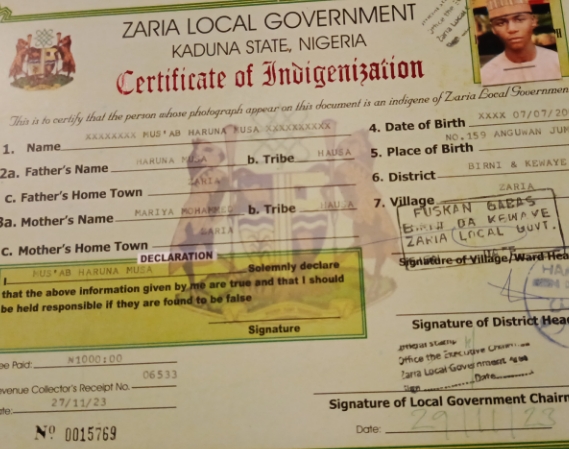 ZARIA LOCAL GOVERNMENT
KADUNA STATE, NIGERIA
Certificate of Indigenization
This is to certify that the person whose photograph appear on this document is an indigene of Zaria Local Government
1. Name XXXXXXXX MUS'AB HARUNA MUSA XXXXXXXXXX
2a. Father's Name HARUNA MUSA b. Tribe HAUSA
c. Father's Home Town ZARIA
3a. Mother's Name MARIYA MOHAMMED b. Tribe HAUSA
c. Mother's Home Town ZARIA
4. Date of Birth XXXX 07/07/20
5. Place of Birth NO.159 ANGUWAN JUM
6. District BIRNI & KEWAYE
7. Village ZARIA
FUSKAN GABAS
BIRNI DA KEWAYE
ZARIA LOCAL GOVT.
Signature of Village/Ward Hea
DECLARATION
I MUS'AB HARUNA MUSA Solemnly declare
that the above information given by me are true and that I should
be held responsible if they are found to be false
Signature
Signature of District Head
Office the Executive
Zaria Local Government
Sign Date
Signature of Local Government Chairm
Date: 29/11/23
ee Paid: ₦1000:00
evenue Collector's Receipt No. 06533
te: 27/11/23
Nº 0015769